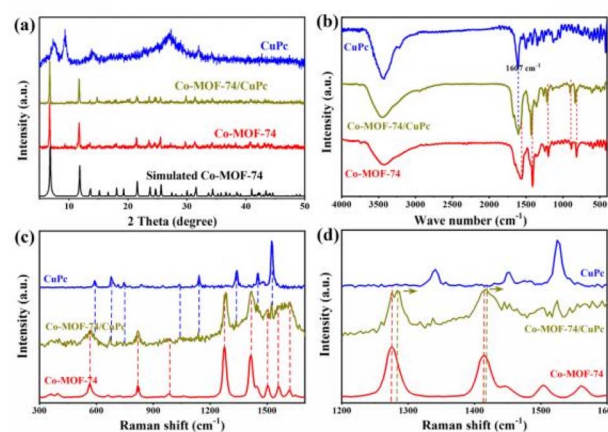 (a)
CuPc
Co-MOF-74/CuPc
Co-MOF-74
Simulated Co-MOF-74
Intensity (a.u.)
10 20 30 40 50
2 Theta (degree)
(b)
CuPc
1607 cm⁻¹
Co-MOF-74/CuPc
Co-MOF-74
Intensity (a.u.)
4000 3500 3000 2500 2000 1500 1000 500
Wave number (cm⁻¹)
(c)
CuPc
Co-MOF-74/CuPc
Co-MOF-74
Intensity (a.u.)
300 600 900 1200 1500
Raman shift (cm⁻¹)
(d)
CuPc
Co-MOF-74/CuPc
Co-MOF-74
Intensity (a.u.)
1200 1300 1400 1500
Raman shift (cm⁻¹)